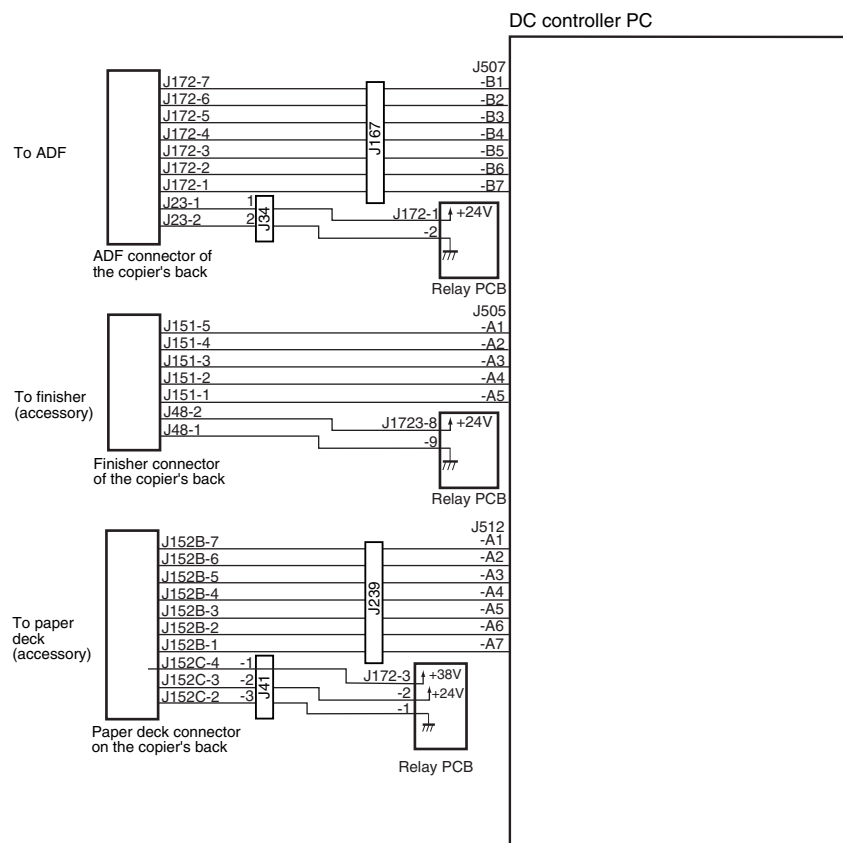 DC controller PC
J507
J172-7 -B1
J172-6 -B2
J172-5 -B3
J172-4 -B4
J172-3 -B5
J172-2 -B6
J172-1 -B7
J167
To ADF
J23-1 1
J23-2 2
J34
J172-1 +24V
-2
ADF connector of
the copier's back
Relay PCB
J505
J151-5 -A1
J151-4 -A2
J151-3 -A3
J151-2 -A4
J151-1 -A5
To finisher
(accessory)
J48-2
J48-1
J1723-8 +24V
-9
Finisher connector
of the copier's back
Relay PCB
J512
J152B-7 -A1
J152B-6 -A2
J152B-5 -A3
J152B-4 -A4
J152B-3 -A5
J152B-2 -A6
J152B-1 -A7
J239
To paper
deck
(accessory)
J152C-4 -1
J152C-3 -2
J152C-2 -3
J41
J172-3 +38V
-2 +24V
-1
Paper deck connector
on the copier's back
Relay PCB